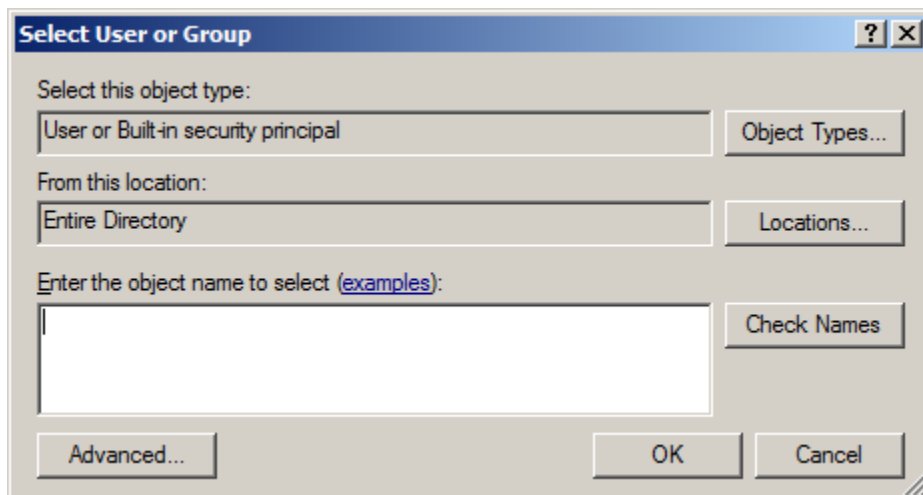 Select User or Group
Select this object type:
User or Built-in security principal
Object Types...
From this location:
Entire Directory
Locations...
Enter the object name to select (examples):
Check Names
Advanced...
OK
Cancel